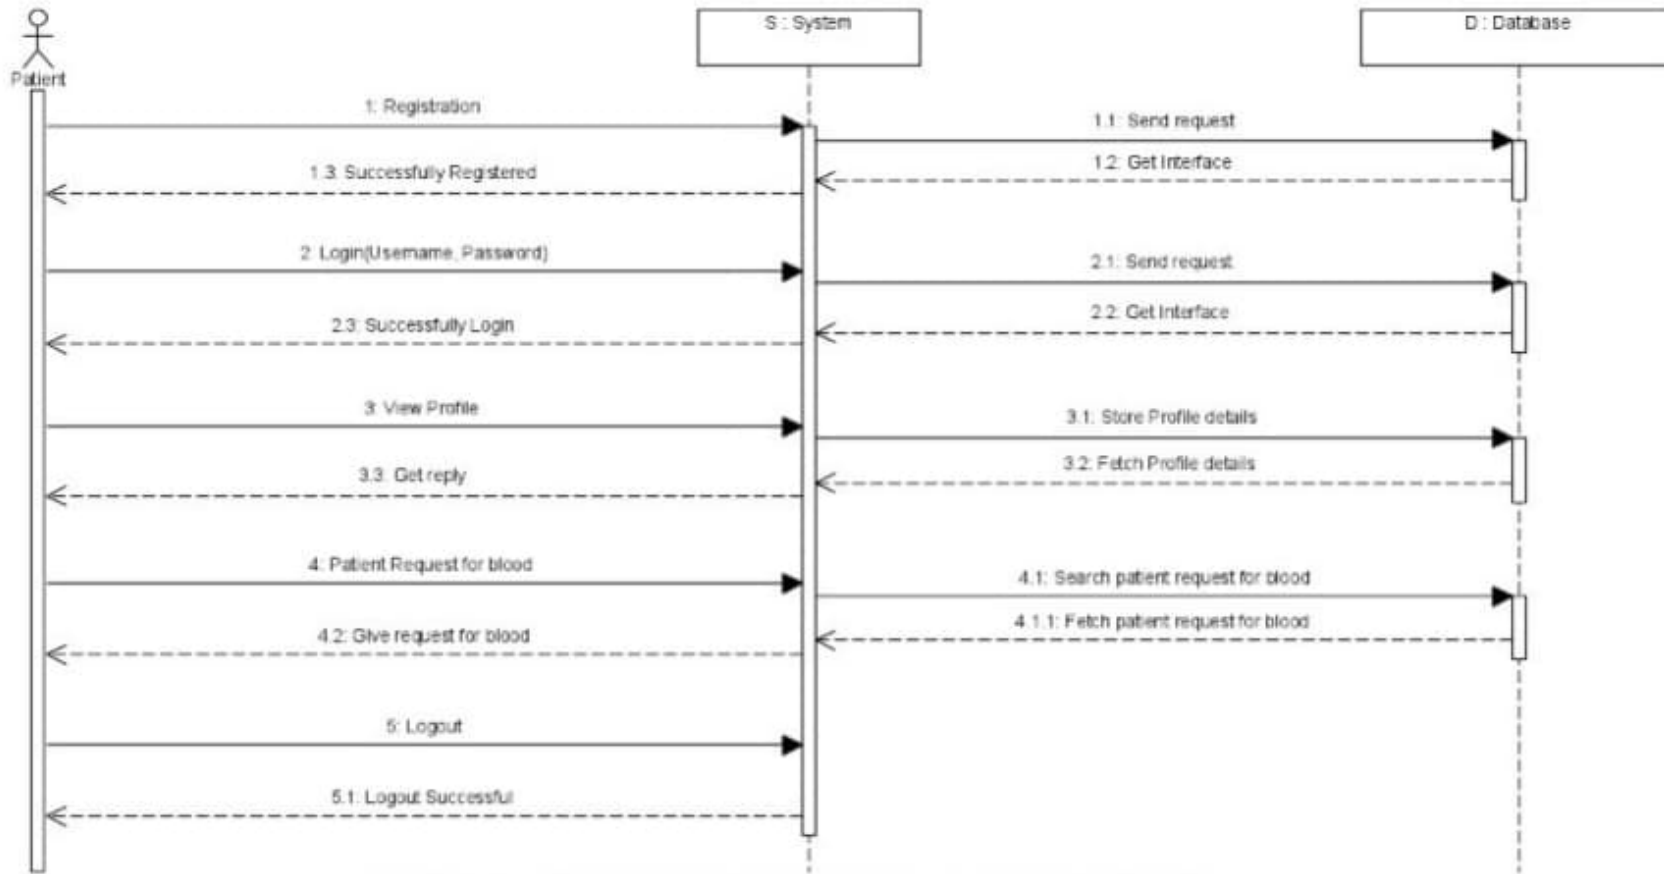 S : System
D : Database
Patient
1: Registration
1.1: Send request
1.2: Get Interface
1.3: Successfully Registered
2: Login(Username, Password)
2.1: Send request
2.2: Get Interface
2.3: Successfully Login
3: View Profile
3.1: Store Profile details
3.2: Fetch Profile details
3.3: Get reply
4: Patient Request for blood
4.1: Search patient request for blood
4.1.1: Fetch patient request for blood
4.2: Give request for blood
5: Logout
5.1: Logout Successful